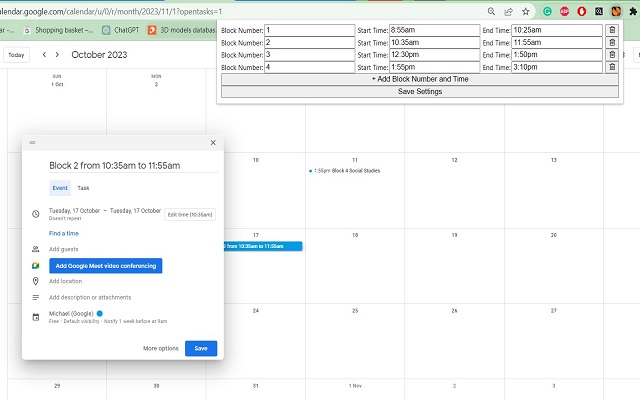 calendar.google.com/calendar/u/0/r/month/2023/11/1?opentasks=1
Shopping basket –...
ChatGPT
3D models databas...
Block Number: 1 Start Time: 8:55am End Time: 10:25am
Block Number: 2 Start Time: 10:35am End Time: 11:55am
Block Number: 3 Start Time: 12:30pm End Time: 1:50pm
Block Number: 4 Start Time: 1:55pm End Time: 3:10pm
+ Add Block Number and Time
Save Settings
Today
October 2023
SUN
MON
1 Oct
2
10
11
12
13
1:55pm Block 4 Social Studies
Block 2 from 10:35am to 11:55am
Event
Task
Tuesday, 17 October – Tuesday, 17 October
Edit time (10:35am)
Doesn't repeat
Find a time
Add guests
Add Google Meet video conferencing
Add location
Add description or attachments
Michael (Google)
Free · Default visibility · Notify 1 week before at 9am
More options
Save
17
18
19
20
2 from 10:35am to 11:55am
24
25
26
27
29
30
31
1 Nov
2
3